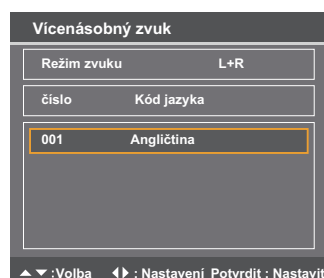 Vícenásobný zvuk
Režim zvuku L+R
číslo Kód jazyka
001 Angličtina
▲ ▼ :Volba ◀▶ : Nastavení Potvrdit : Nastavit